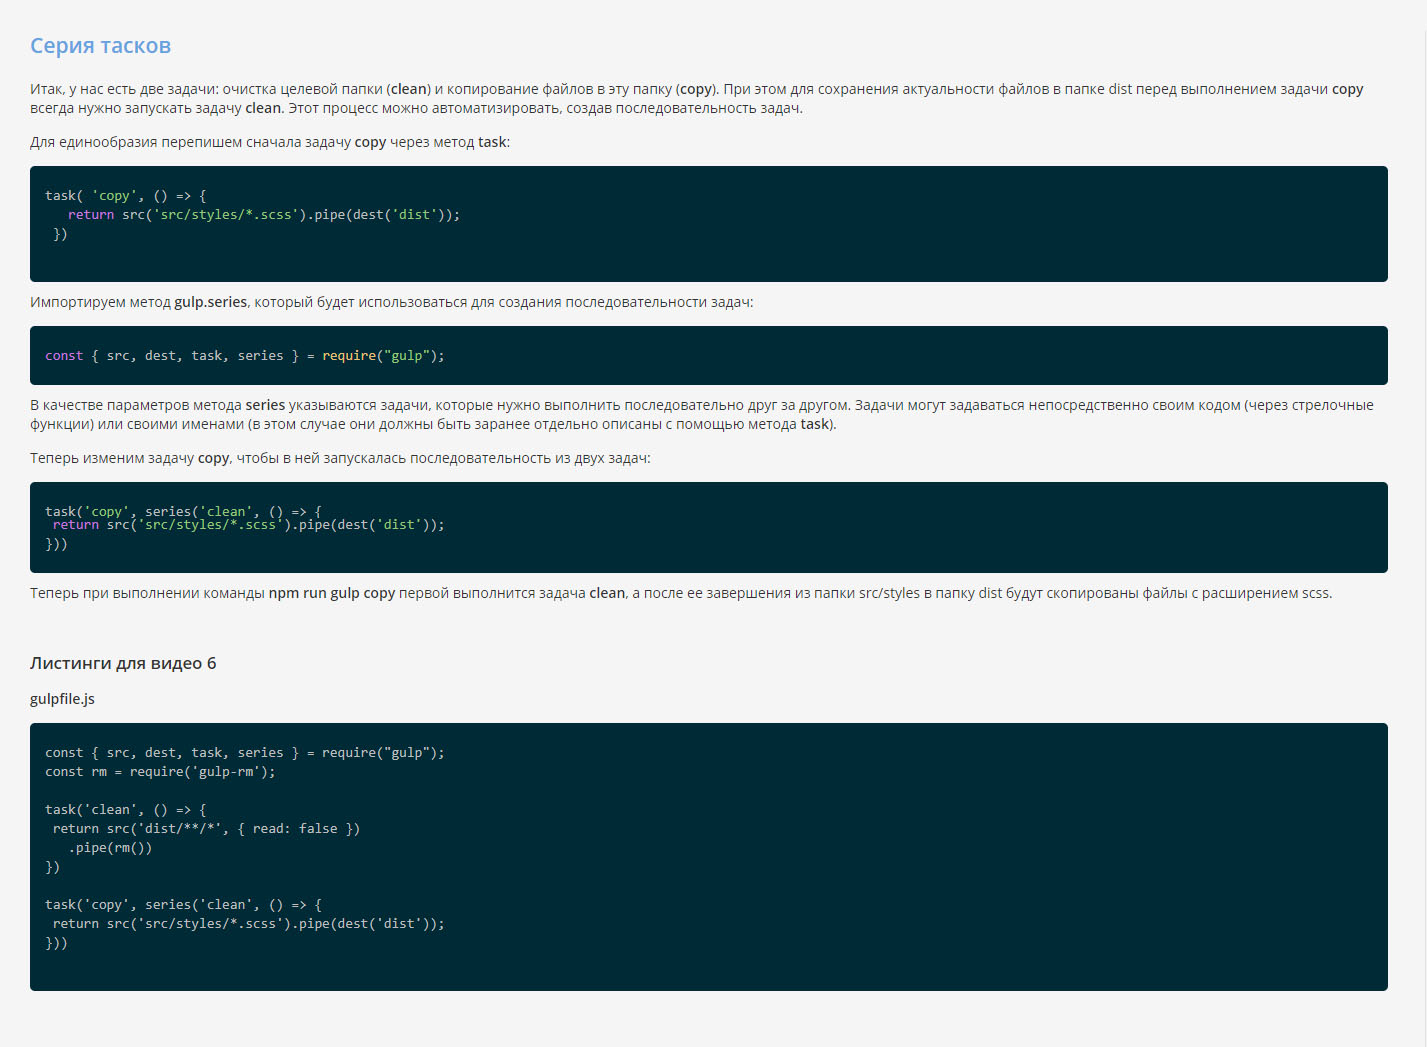 Серия тасков
Итак, у нас есть две задачи: очистка целевой папки (clean) и копирование файлов в эту папку (copy). При этом для сохранения актуальности файлов в папке dist перед выполнением задачи copy
всегда нужно запускать задачу clean. Этот процесс можно автоматизировать, создав последовательность задач.
Для единообразия перепишем сначала задачу copy через метод task:
task( 'copy', () => {
   return src('src/styles/*.scss').pipe(dest('dist'));
 })
Импортируем метод gulp.series, который будет использоваться для создания последовательности задач:
const { src, dest, task, series } = require("gulp");
В качестве параметров метода series указываются задачи, которые нужно выполнить последовательно друг за другом. Задачи могут задаваться непосредственно своим кодом (через стрелочные
функции) или своими именами (в этом случае они должны быть заранее отдельно описаны с помощью метода task).
Теперь изменим задачу copy, чтобы в ней запускалась последовательность из двух задач:
task('copy', series('clean', () => {
 return src('src/styles/*.scss').pipe(dest('dist'));
}))
Теперь при выполнении команды npm run gulp copy первой выполнится задача clean, а после ее завершения из папки src/styles в папку dist будут скопированы файлы с расширением scss.
Листинги для видео 6
gulpfile.js
const { src, dest, task, series } = require("gulp");
const rm = require('gulp-rm');
task('clean', () => {
 return src('dist/**/*', { read: false })
   .pipe(rm())
})
task('copy', series('clean', () => {
 return src('src/styles/*.scss').pipe(dest('dist'));
}))